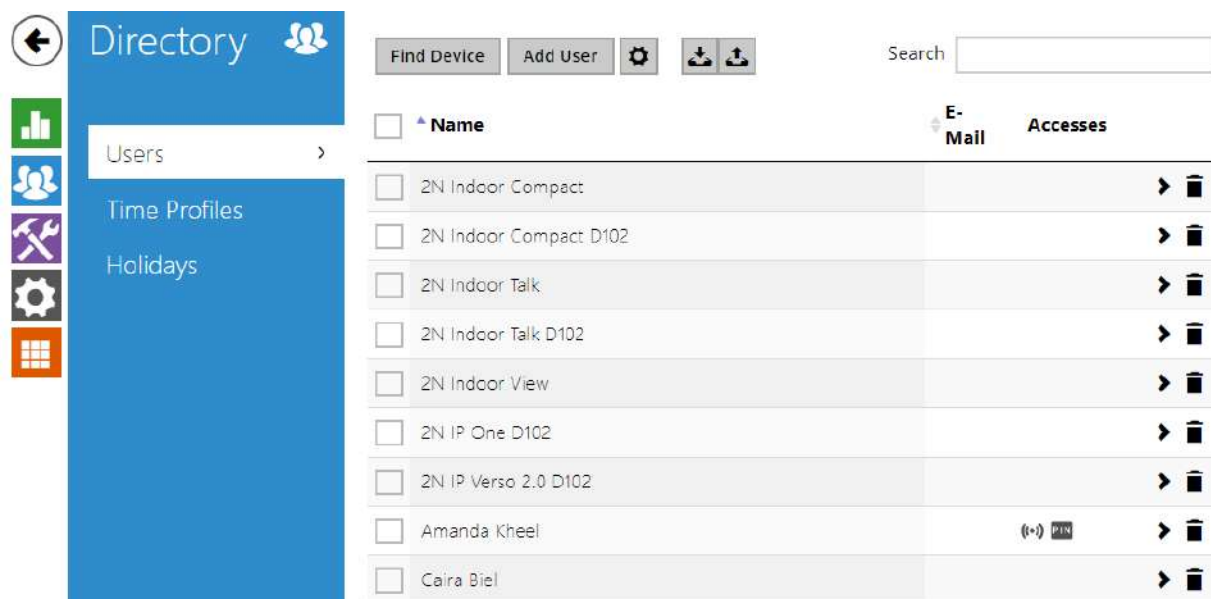 Directory
Users
Time Profiles
Holidays
Find Device
Add User
Search
Name
E-
Mail
Accesses
2N Indoor Compact
2N Indoor Compact D102
2N Indoor Talk
2N Indoor Talk D102
2N Indoor View
2N IP One D102
2N IP Verso 2.0 D102
Amanda Kheel
PIN
Caira Biel